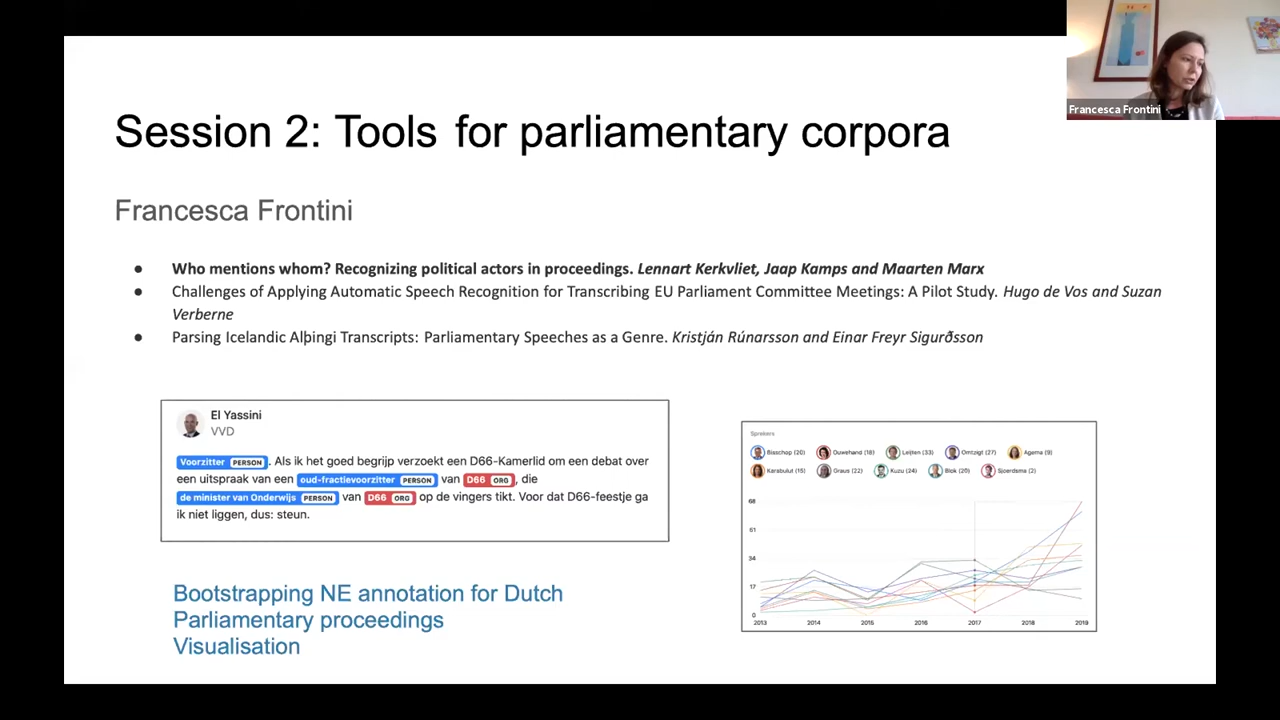 Francesca Frontini
Session 2: Tools for parliamentary corpora
Francesca Frontini
● Who mentions whom? Recognizing political actors in proceedings. Lennart Kerkvliet, Jaap Kamps and Maarten Marx
● Challenges of Applying Automatic Speech Recognition for Transcribing EU Parliament Committee Meetings: A Pilot Study. Hugo de Vos and Suzan
Verberne
● Parsing Icelandic Alþingi Transcripts: Parliamentary Speeches as a Genre. Kristján Rúnarsson and Einar Freyr Sigurðsson
El Yassini
VVD
Voorzitter PERSON . Als ik het goed begrijp verzoekt een D66-Kamerlid om een debat over
een uitspraak van een oud-fractievoorzitter PERSON van D66 ORG , die
de minister van Onderwijs PERSON van D66 ORG op de vingers tikt. Voor dat D66-feestje ga
ik niet liggen, dus: steun.
Sprekers
Bisschop (20) Ouwehand (18) Leijten (33) Omtzigt (27) Agema (9)
Karabulut (15) Graus (22) Kuzu (24) Blok (20) Sjoerdsma (2)
68
51
34
17
0
2013 2014 2015 2016 2017 2018 2019
Bootstrapping NE annotation for Dutch
Parliamentary proceedings
Visualisation